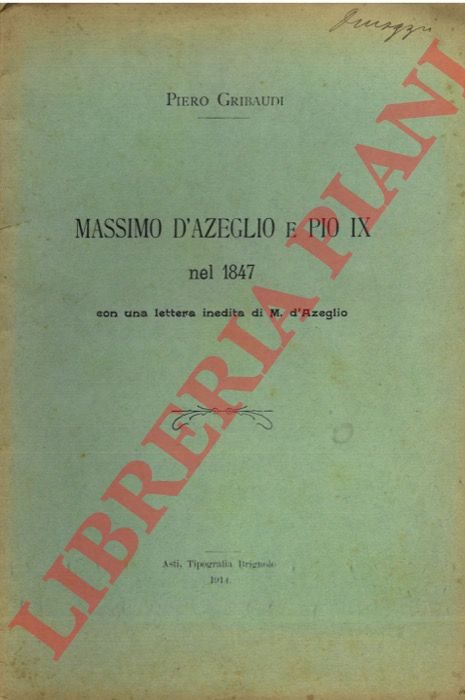 PIERO GRIBAUDI
MASSIMO D'AZEGLIO E PIO IX
nel 1847
con una lettera inedita di M. d'Azeglio
Asti, Tipografia Brignolo
1914.
LIBRERIA PIANI